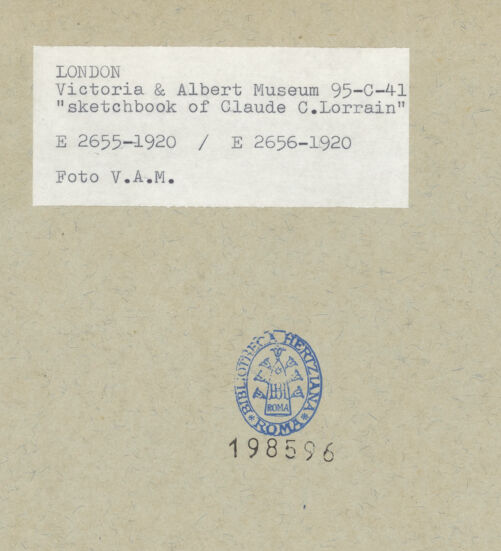 LONDON
Victoria & Albert Museum 95-C-41
"sketchbook of Claude C.Lorrain"
E 2655-1920 / E 2656-1920
Foto V.A.M.
BIBLIOTHECA HERTZIANA
ROMA
*ROMA*
198596